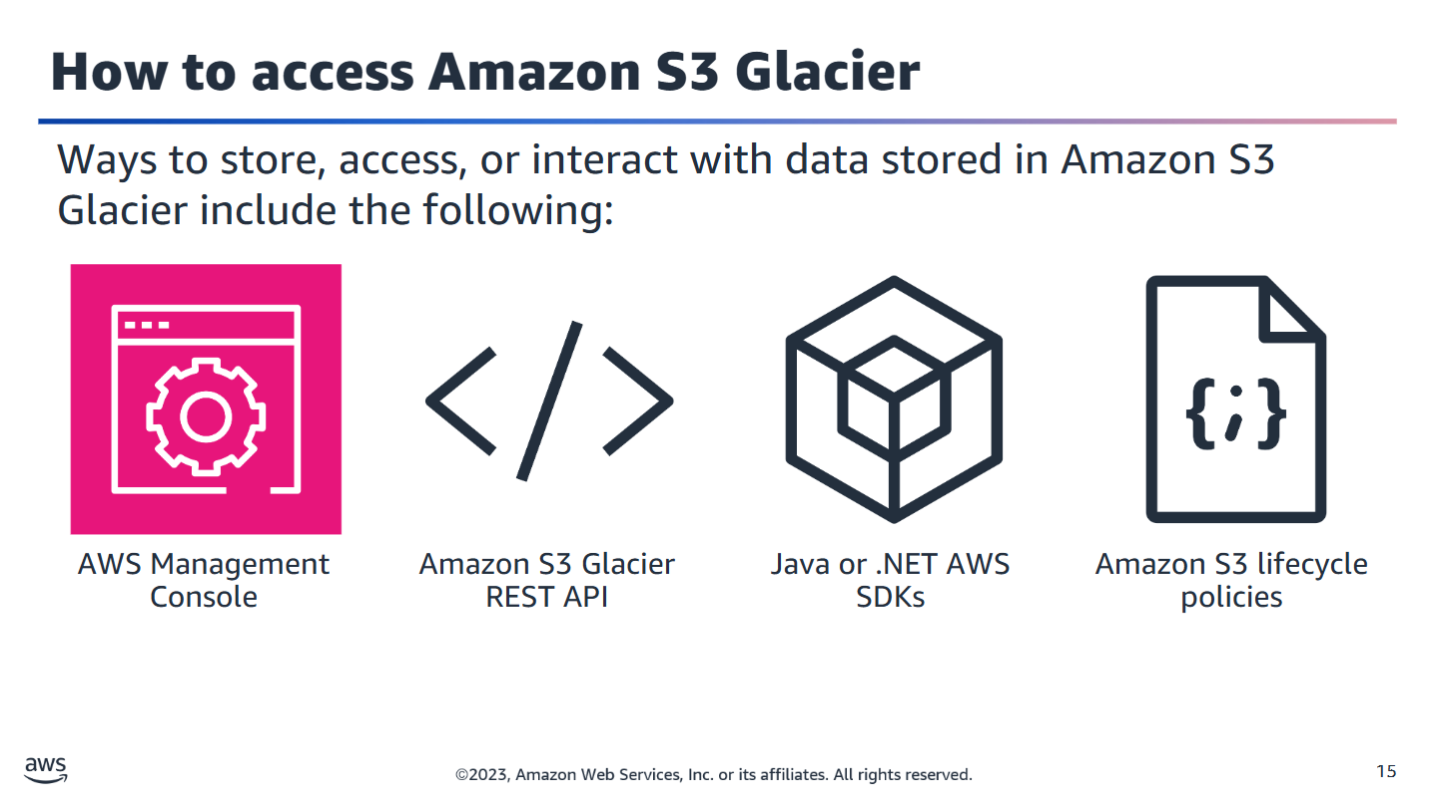 How to access Amazon S3 Glacier
Ways to store, access, or interact with data stored in Amazon S3
Glacier include the following:
</>
{;}
AWS Management
Console
Amazon S3 Glacier
REST API
Java or .NET AWS
SDKs
Amazon S3 lifecycle
policies
aws
©2023, Amazon Web Services, Inc. or its affiliates. All rights reserved.
15